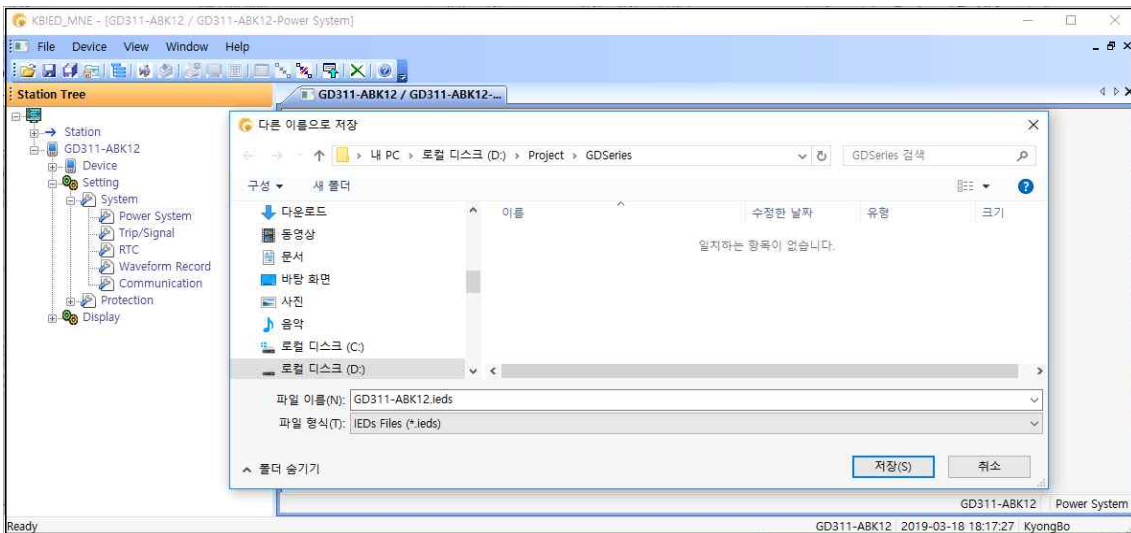 KBIED_MNE - [GD311-ABK12 / GD311-ABK12-Power System]
File Device View Window Help
Station Tree
GD311-ABK12 / GD311-ABK12-...
Station
GD311-ABK12
Device
Setting
System
Power System
Trip/Signal
RTC
Waveform Record
Communication
Protection
Display
다른 이름으로 저장
내 PC › 로컬 디스크 (D:) › Project › GDSeries
GDSeries 검색
구성 새 폴더
다운로드
동영상
문서
바탕 화면
사진
음악
로컬 디스크 (C:)
로컬 디스크 (D:)
이름 수정한 날짜 유형 크기
일치하는 항목이 없습니다.
파일 이름(N): GD311-ABK12.ieds
파일 형식(T): IEDs Files (*.ieds)
폴더 숨기기
저장(S) 취소
GD311-ABK12 Power System
Ready GD311-ABK12 2019-03-18 18:17:27 KyongBo